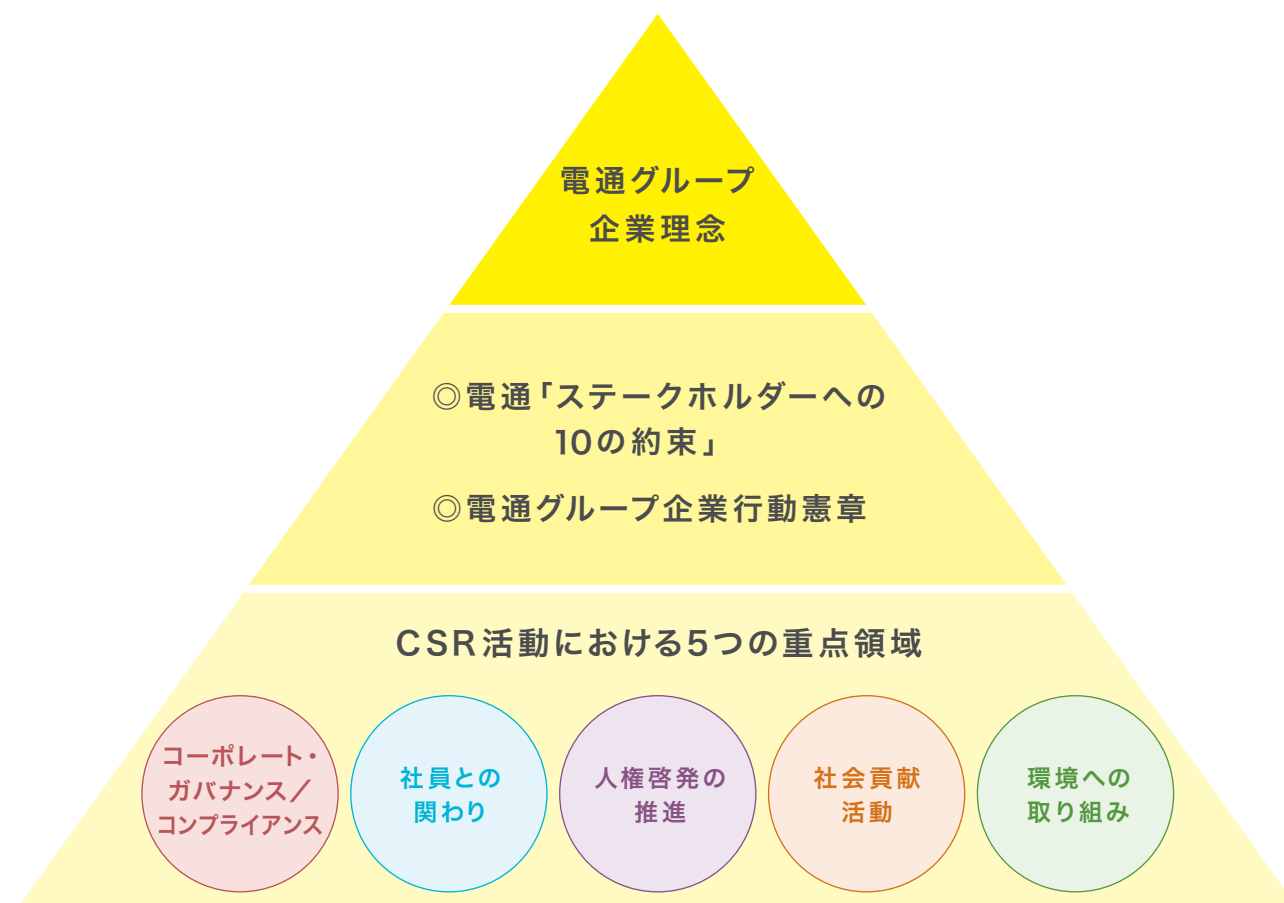 電通グループ
企業理念
◎電通「ステークホルダーへの
10の約束」
◎電通グループ企業行動憲章
CSR活動における5つの重点領域
コーポレート・
ガバナンス／
コンプライアンス
社員との
関わり
人権啓発の
推進
社会貢献
活動
環境への
取り組み